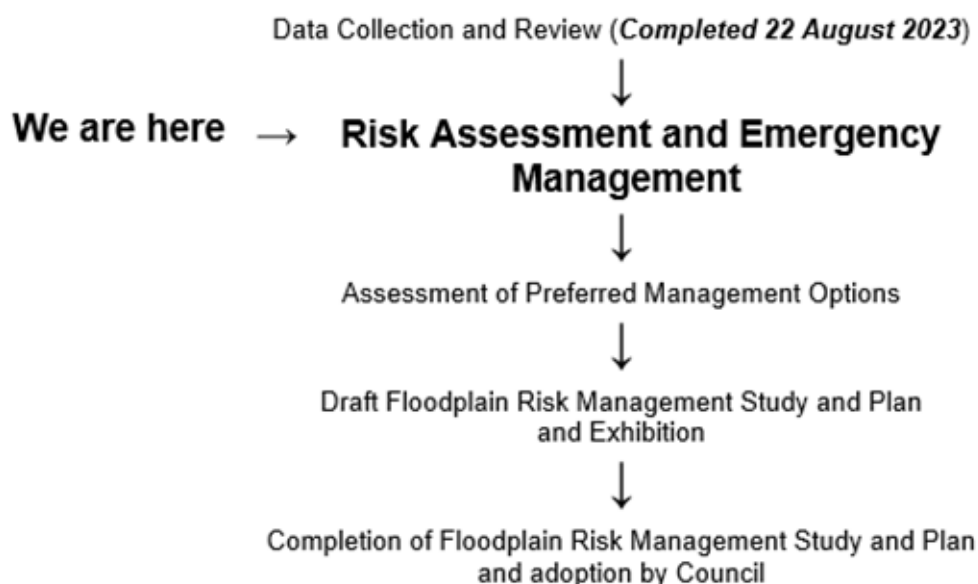 Data Collection and Review (Completed 22 August 2023)
↓
We are here → Risk Assessment and Emergency
Management
↓
Assessment of Preferred Management Options
↓
Draft Floodplain Risk Management Study and Plan
and Exhibition
↓
Completion of Floodplain Risk Management Study and Plan
and adoption by Council